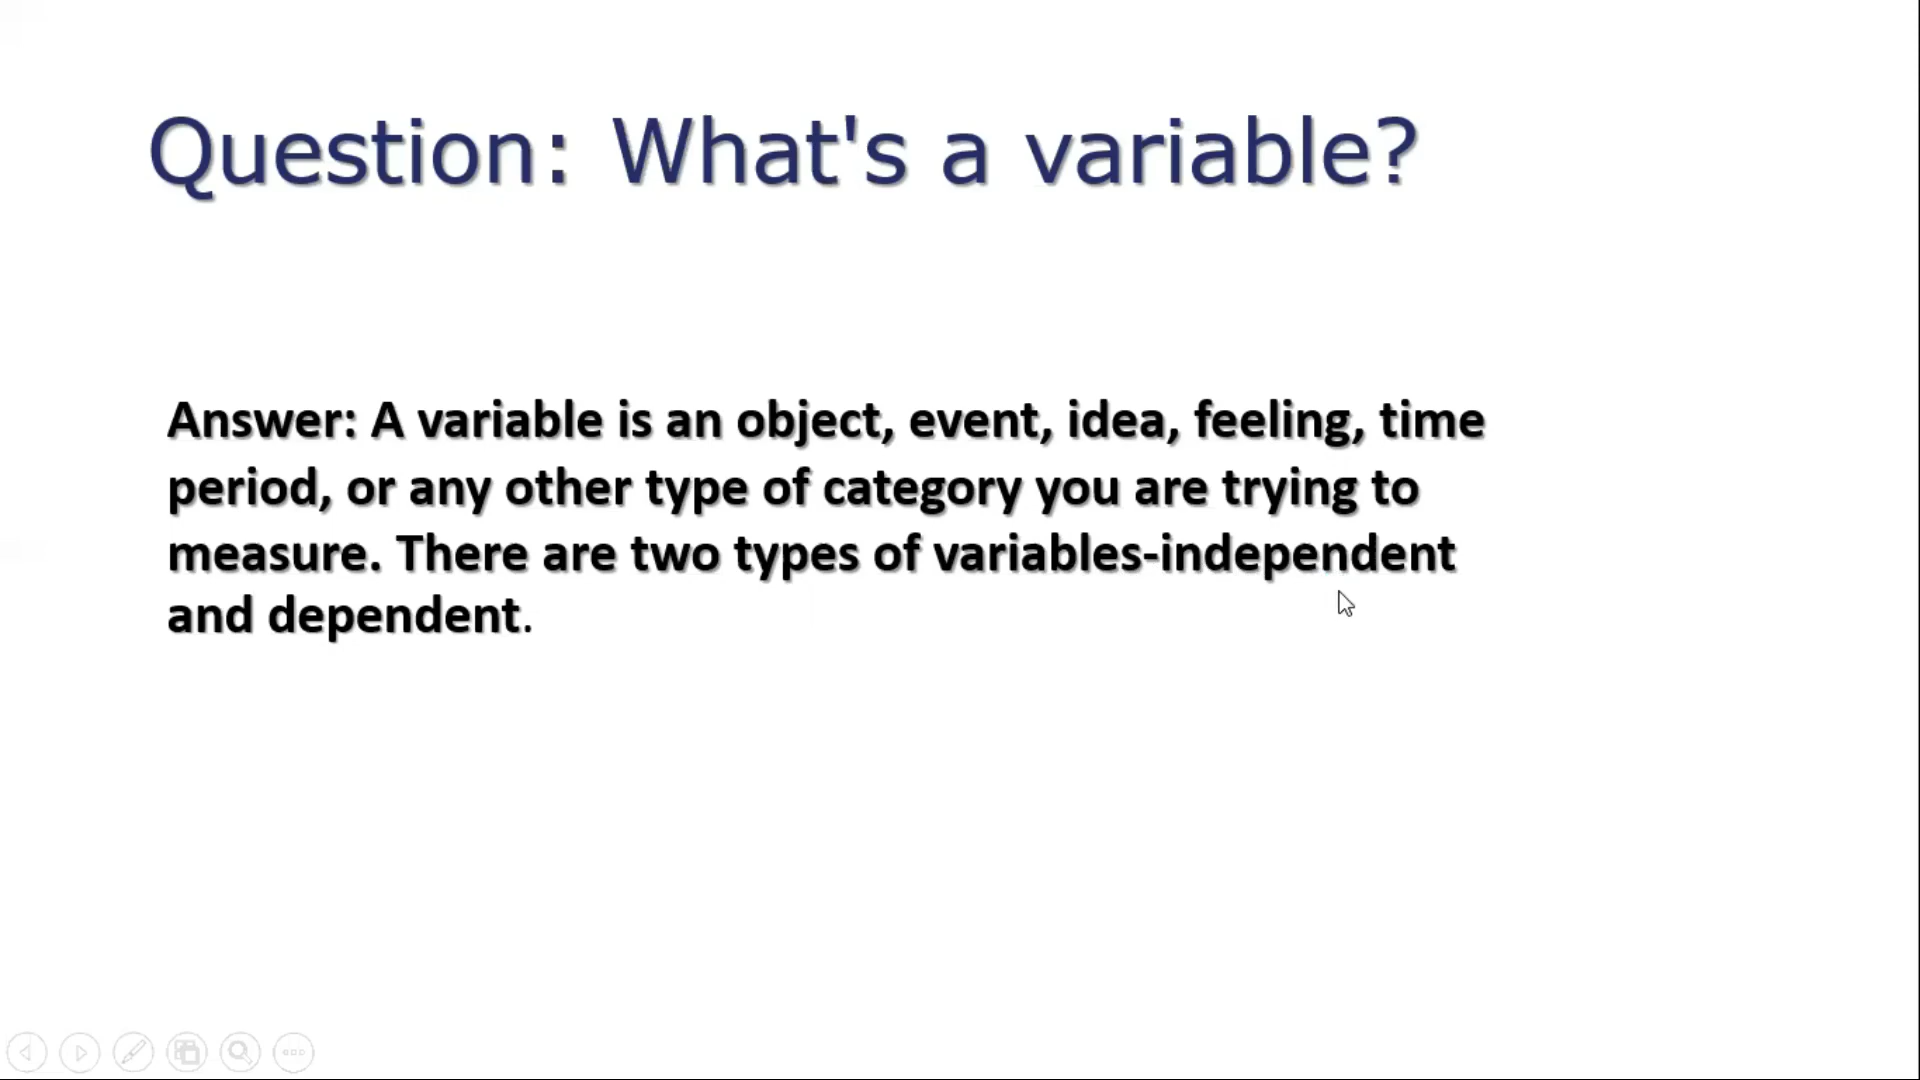 Question: What's a variable?
Answer: A variable is an object, event, idea, feeling, time
period, or any other type of category you are trying to
measure. There are two types of variables-independent
and dependent.